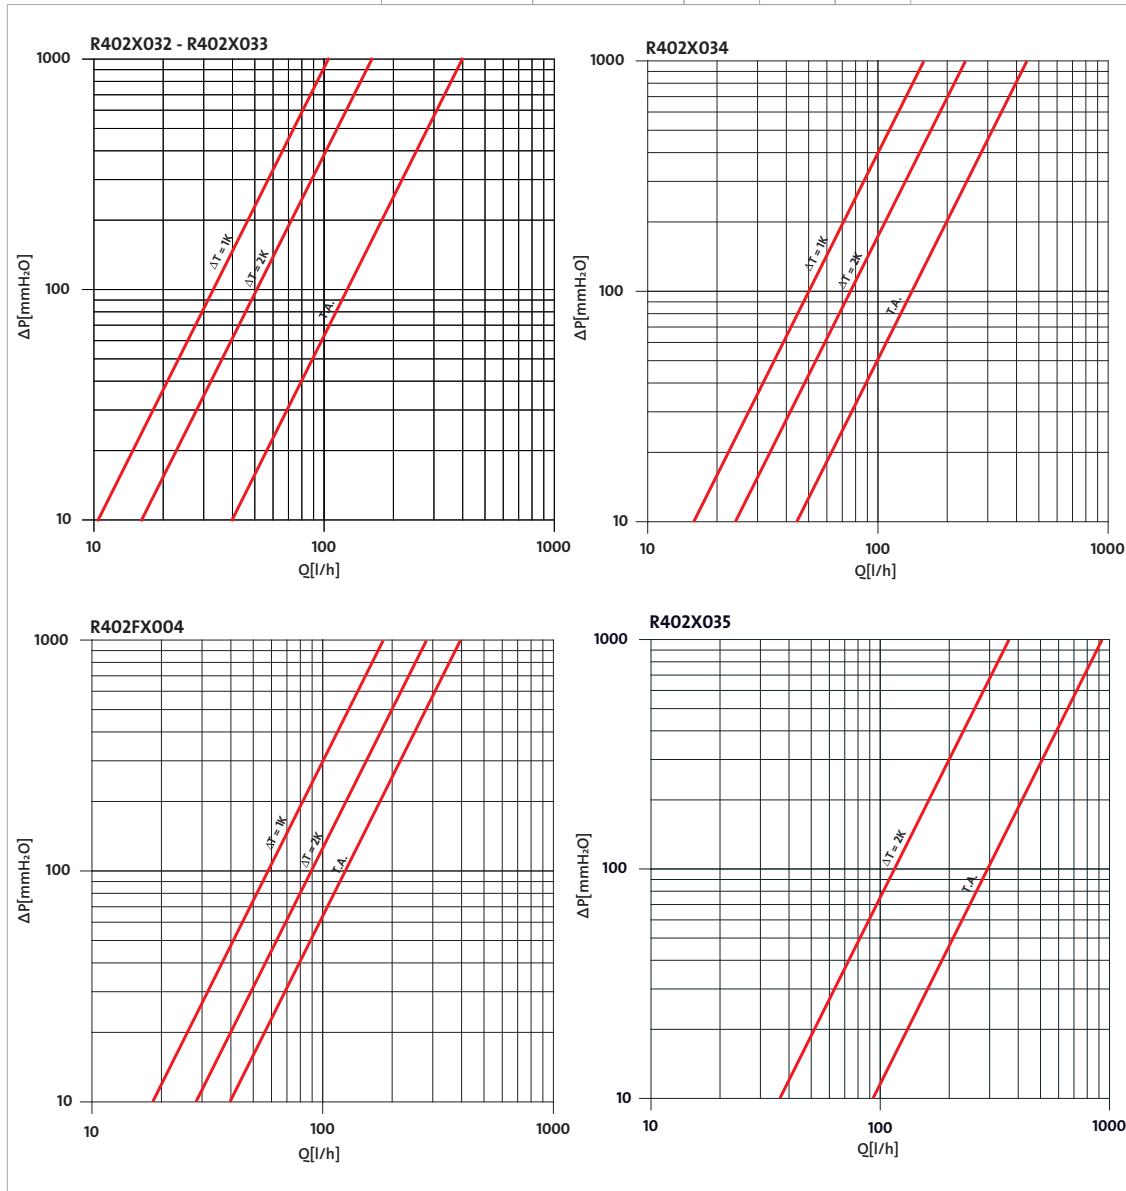 R402X032 - R402X033
1000
100
10
ΔP[mmH₂O]
ΔT = 1K
ΔT = 2K
T.A.
10
100
1000
Q[l/h]
R402X034
1000
100
10
ΔP[mmH₂O]
ΔT = 1K
ΔT = 2K
T.A.
10
100
1000
Q[l/h]
R402FX004
1000
100
10
ΔP[mmH₂O]
ΔT = 1K
ΔT = 2K
T.A.
10
100
1000
Q[l/h]
R402X035
1000
100
10
ΔP[mmH₂O]
ΔT = 2K
T.A.
10
100
1000
Q[l/h]